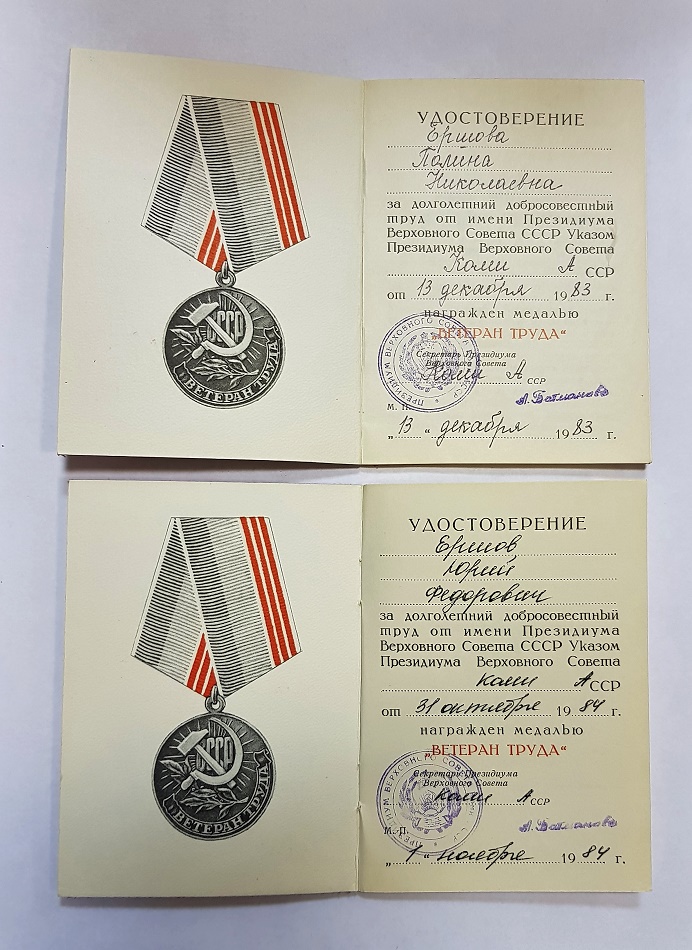 СССР
ВЕТЕРАН ТРУДА
УДОСТОВЕРЕНИЕ
Ершова
Полина
Николаевна
за долголетний добросовестный
труд от имени Президиума
Верховного Совета СССР Указом
Президиума Верховного Совета
Коми А ССР
от 13 декабря 1983 г.
награжден медалью
„ВЕТЕРАН ТРУДА“
Секретарь Президиума
Верховного Совета
Коми А ССР
А. Батманова
М. П.
„13“ декабря 1983 г.
СССР
ВЕТЕРАН ТРУДА
УДОСТОВЕРЕНИЕ
Ершов
Юрий
Федорович
за долголетний добросовестный
труд от имени Президиума
Верховного Совета СССР Указом
Президиума Верховного Совета
Коми А ССР
от 31 октября 1984 г.
награжден медалью
„ВЕТЕРАН ТРУДА“
Секретарь Президиума
Верховного Совета
Коми А ССР
А. Батманова
М. П.
„7“ ноября 1984 г.